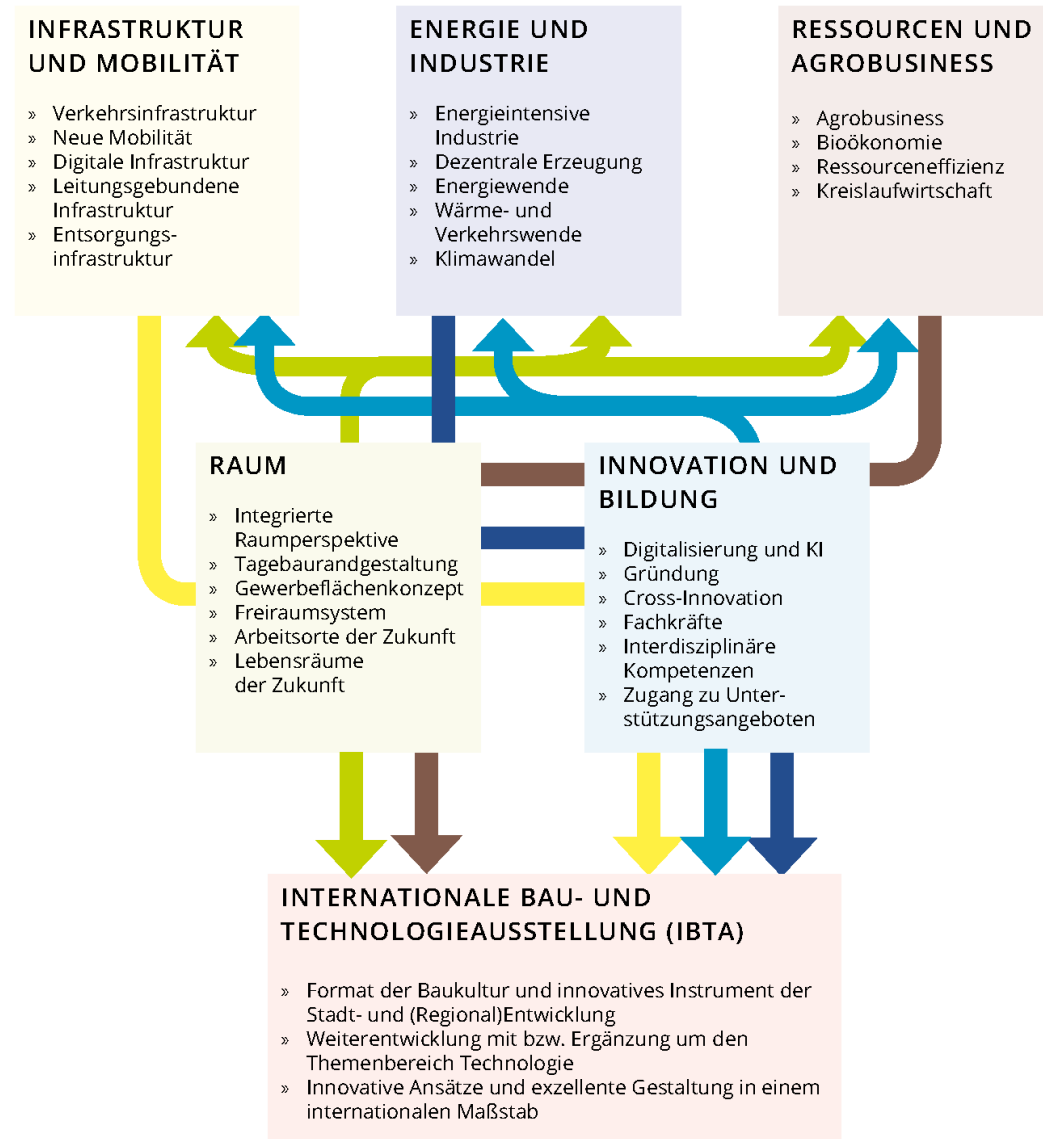 INFRASTRUKTUR
UND MOBILITÄT
» Verkehrsinfrastruktur
» Neue Mobilität
» Digitale Infrastruktur
» Leitungsgebundene
Infrastruktur
» Entsorgungs-
infrastruktur
ENERGIE UND
INDUSTRIE
» Energieintensive
Industrie
» Dezentrale Erzeugung
» Energiewende
» Wärme- und
Verkehrswende
» Klimawandel
RESSOURCEN UND
AGROBUSINESS
» Agrobusiness
» Bioökonomie
» Ressourceneffizienz
» Kreislaufwirtschaft
RAUM
» Integrierte
Raumperspektive
» Tagebaurandgestaltung
» Gewerbeflächenkonzept
» Freiraumsystem
» Arbeitsorte der Zukunft
» Lebensräume
der Zukunft
INNOVATION UND
BILDUNG
» Digitalisierung und KI
» Gründung
» Cross-Innovation
» Fachkräfte
» Interdisziplinäre
Kompetenzen
» Zugang zu Unter-
stützungsangeboten
INTERNATIONALE BAU- UND
TECHNOLOGIEAUSSTELLUNG (IBTA)
» Format der Baukultur und innovatives Instrument der
Stadt- und (Regional)Entwicklung
» Weiterentwicklung mit bzw. Ergänzung um den
Themenbereich Technologie
» Innovative Ansätze und exzellente Gestaltung in einem
internationalen Maßstab